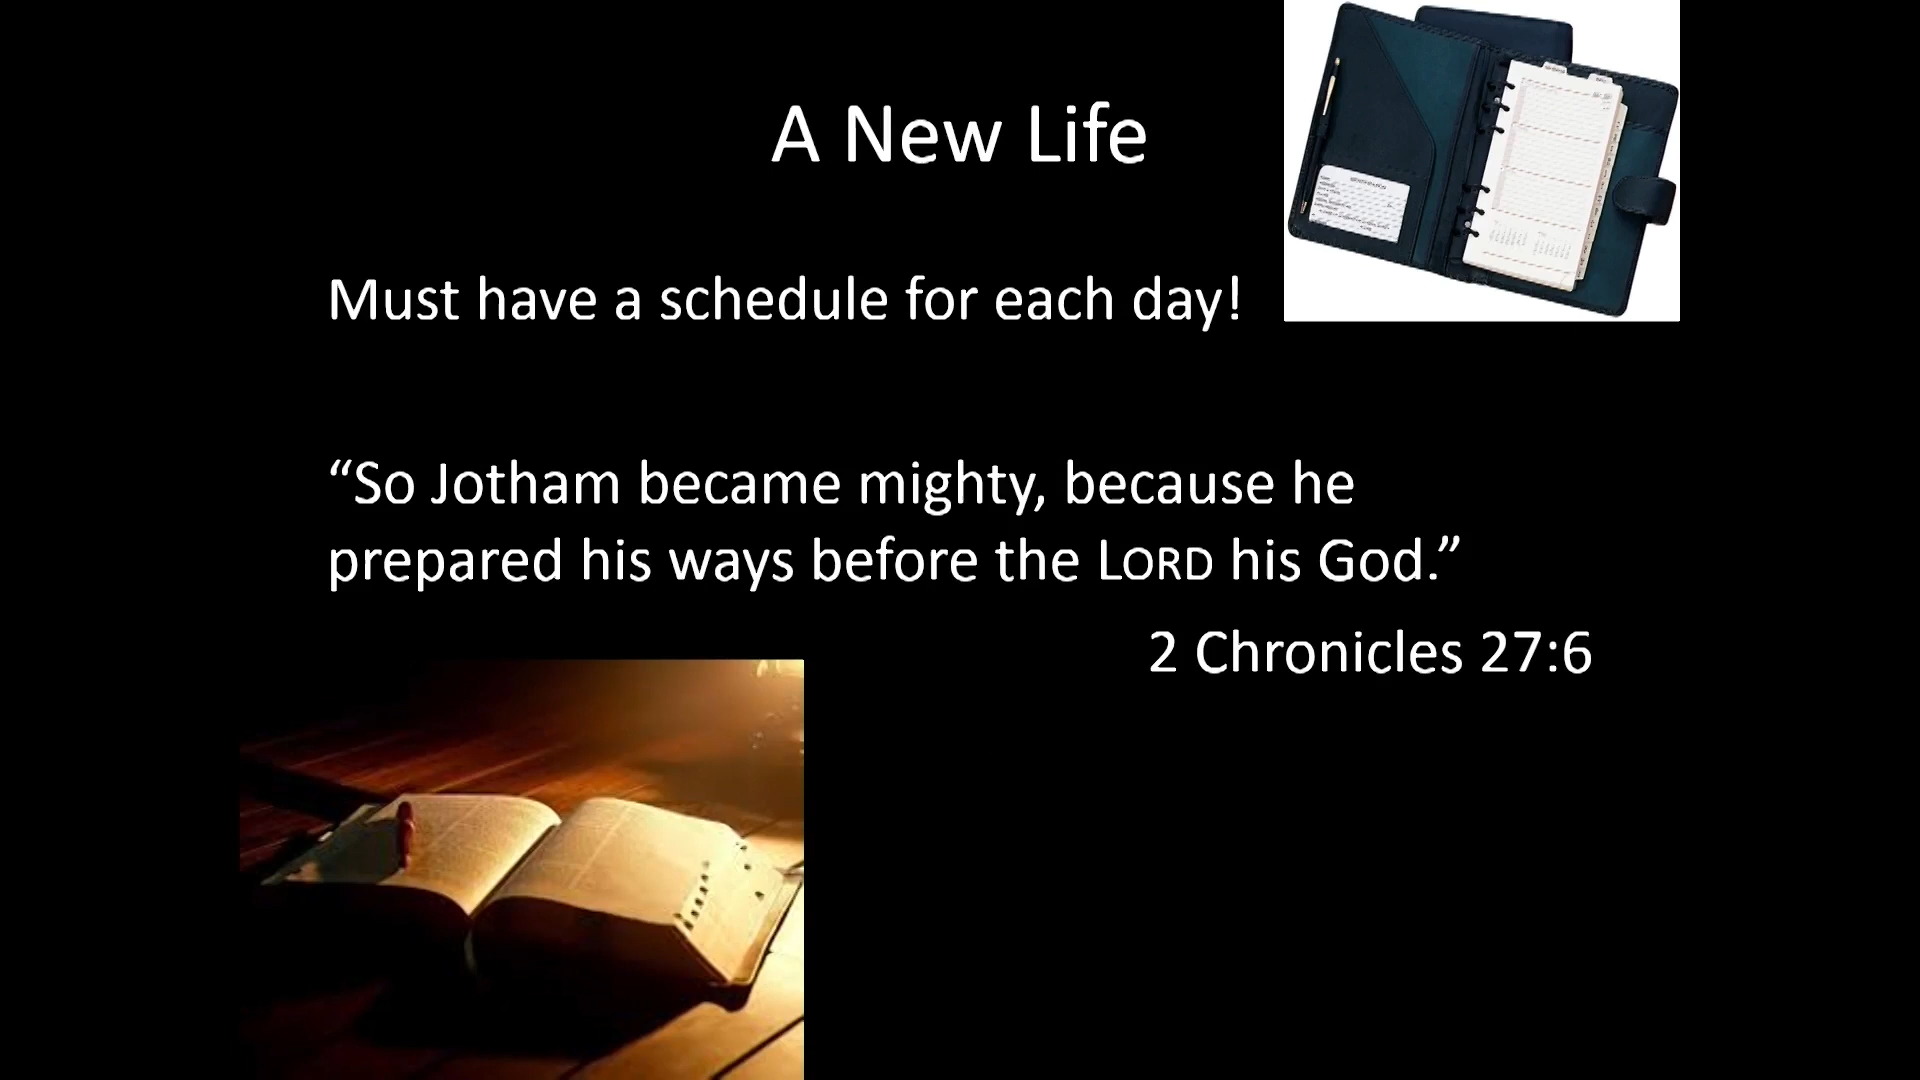 A New Life
Must have a schedule for each day!
“So Jotham became mighty, because he
prepared his ways before the LORD his God.”
2 Chronicles 27:6